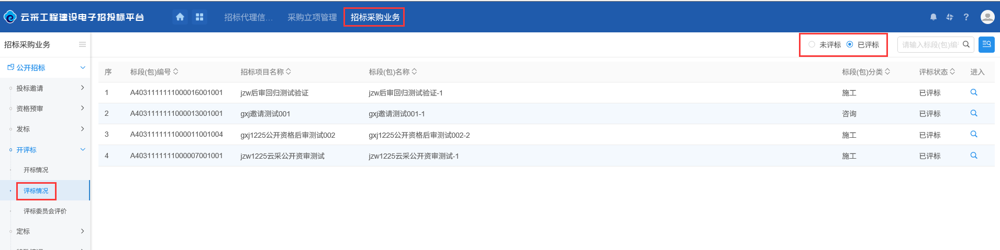 云采工程建设电子招投标平台
招标代理信...
采购立项管理
招标采购业务
?
招标采购业务
未评标
已评标
请输入标段(包)编
公开招标
投标邀请
资格预审
发标
开评标
开标情况
评标情况
评标委员会评价
定标
序 标段(包)编号 招标项目名称 标段(包)名称 标段(包)分类 评标状态 进入
1 A4031111111000016001001 jzw后审回归测试验证 jzw后审回归测试验证-1 施工 已评标
2 A4031111111000013001001 gxj邀请测试001 gxj邀请测试001-1 咨询 已评标
3 A4031111111000011001004 gxj1225公开资格后审测试002 gxj1225公开资格后审测试002-2 施工 已评标
4 A4031111111000007001001 jzw1225云采公开资审测试 jzw1225云采公开资审测试-1 施工 已评标